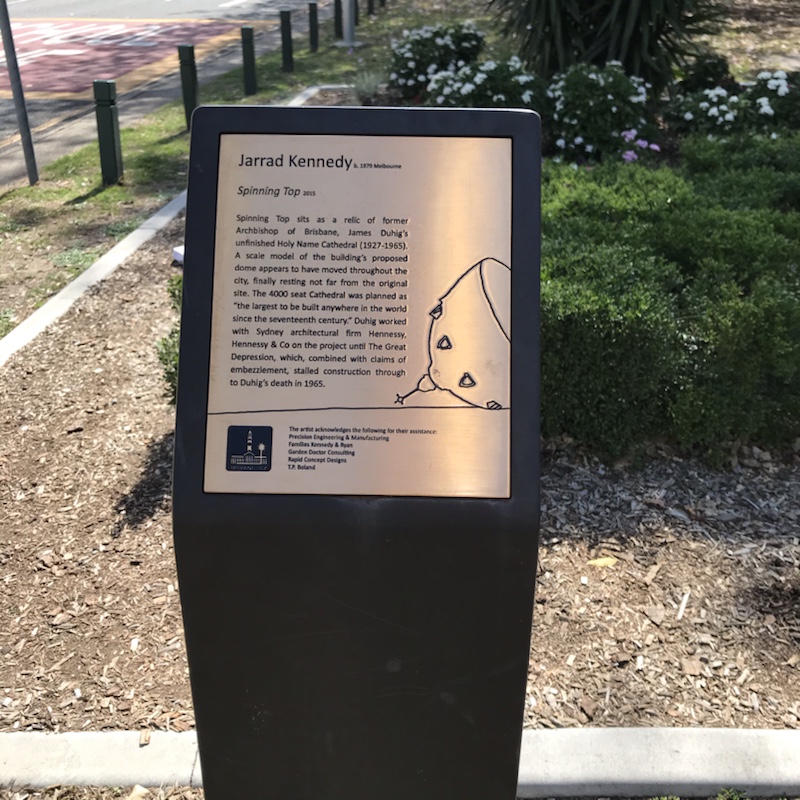 Jarrad Kennedy b. 1979 Melbourne
Spinning Top 2015
Spinning Top sits as a relic of former
Archbishop of Brisbane, James Duhig's
unfinished Holy Name Cathedral (1927-1965).
A scale model of the building's proposed
dome appears to have moved throughout the
city, finally resting not far from the original
site. The 4000 seat Cathedral was planned as
"the largest to be built anywhere in the world
since the seventeenth century." Duhig worked
with Sydney architectural firm Hennessy,
Hennessy & Co on the project until The Great
Depression, which, combined with claims of
embezzlement, stalled construction through
to Duhig's death in 1965.
The artist acknowledges the following for their assistance:
Precision Engineering & Manufacturing
Families Kennedy & Ryan
Garden Doctor Consulting
Rapid Concept Designs
T.P. Boland